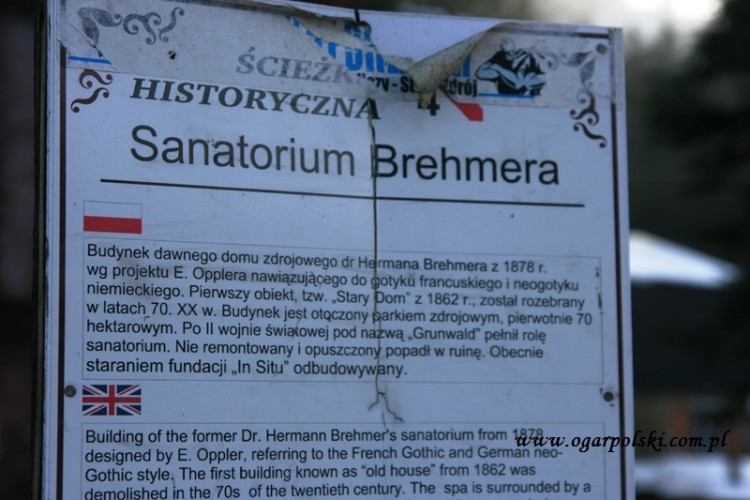 ŚCIEŻK
HISTORYCZNA
4
Sanatorium Brehmera
Budynek dawnego domu zdrojowego dr Hermana Brehmera z 1878 r.
wg projektu E. Opplera nawiązującego do gotyku francuskiego i neogotyku
niemieckiego. Pierwszy obiekt, tzw. „Stary Dom” z 1862 r., został rozebrany
w latach 70. XX w. Budynek jest otoczony parkiem zdrojowym, pierwotnie 70
hektarowym. Po II wojnie światowej pod nazwą „Grunwald” pełnił rolę
sanatorium. Nie remontowany i opuszczony popadł w ruinę. Obecnie
staraniem fundacji „In Situ” odbudowywany.
Building of the former Dr. Hermann Brehmer's sanatorium from 1878
www.ogarpolski.com.pl
designed by E. Oppler, referring to the French Gothic and German neo-
Gothic style. The first building known as “old house” from 1862 was
demolished in the 70s of the twentieth century. The spa is surrounded by a